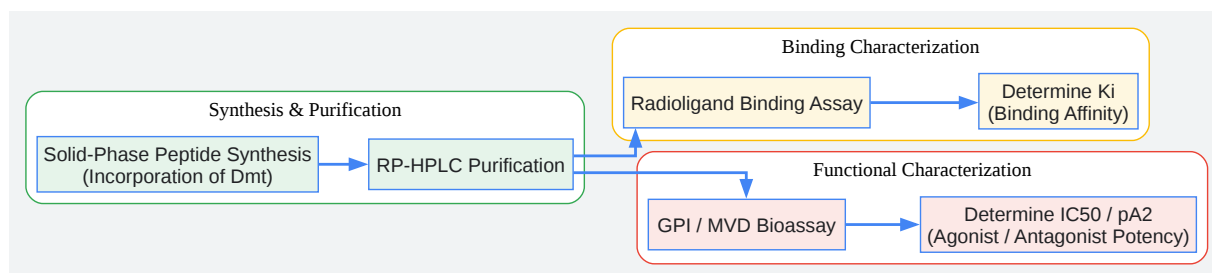 Synthesis & Purification
Solid-Phase Peptide Synthesis
(Incorporation of Dmt)
RP-HPLC Purification
Binding Characterization
Radioligand Binding Assay
Determine Ki
(Binding Affinity)
Functional Characterization
GPI / MVD Bioassay
Determine IC50 / pA2
(Agonist / Antagonist Potency)